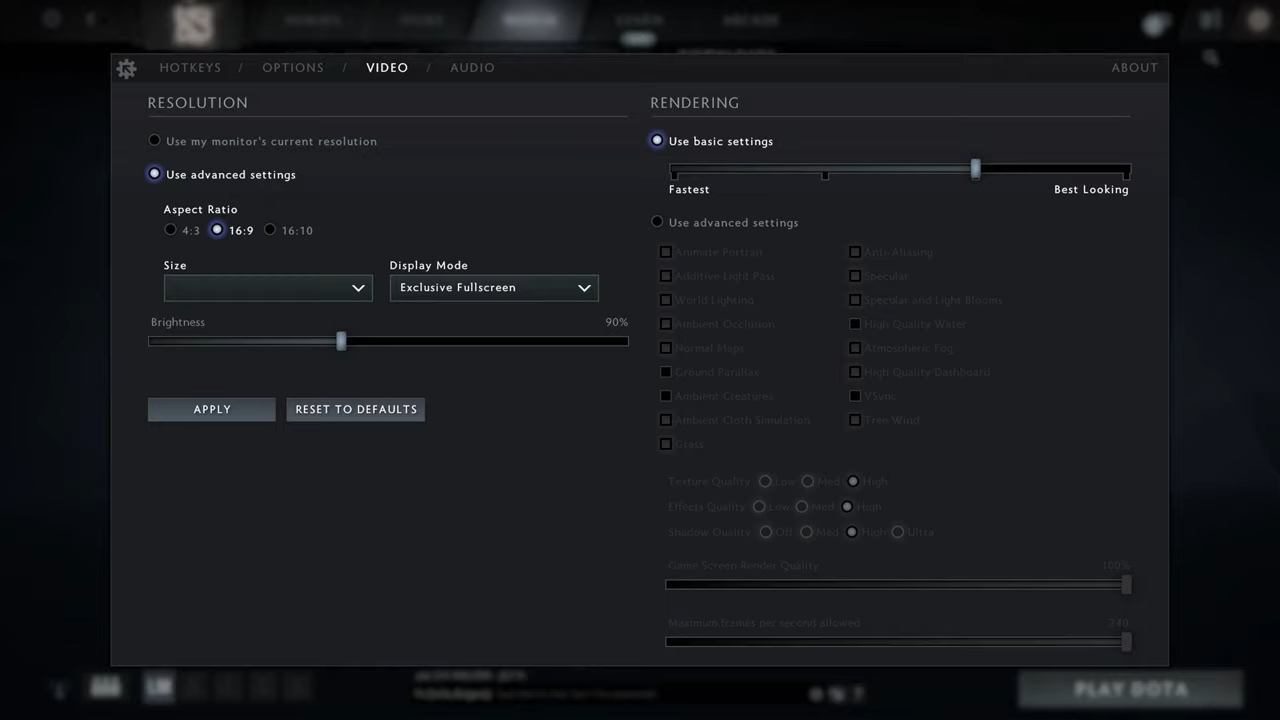 HOTKEYS / OPTIONS / VIDEO / AUDIO
ABOUT
RESOLUTION
Use my monitor's current resolution
Use advanced settings
Aspect Ratio
4:3 16:9 16:10
Size
Display Mode
Exclusive Fullscreen
Brightness 90%
APPLY
RESET TO DEFAULTS
RENDERING
Use basic settings
Fastest Best Looking
Use advanced settings
Animate Portrait
Additive Light Pass
World Lighting
Ambient Occlusion
Normal Maps
Ground Parallax
Ambient Creatures
Ambient Cloth Simulation
Grass
Anti-Aliasing
Specular
Specular and Light Blooms
High Quality Water
Atmospheric Fog
High Quality Dashboard
VSync
Tree Wind
Texture Quality Low Med High
Effects Quality Low Med High
Shadow Quality Off Med High Ultra
Game Screen Render Quality 100%
Maximum frames per second allowed 240
PLAY DOTA